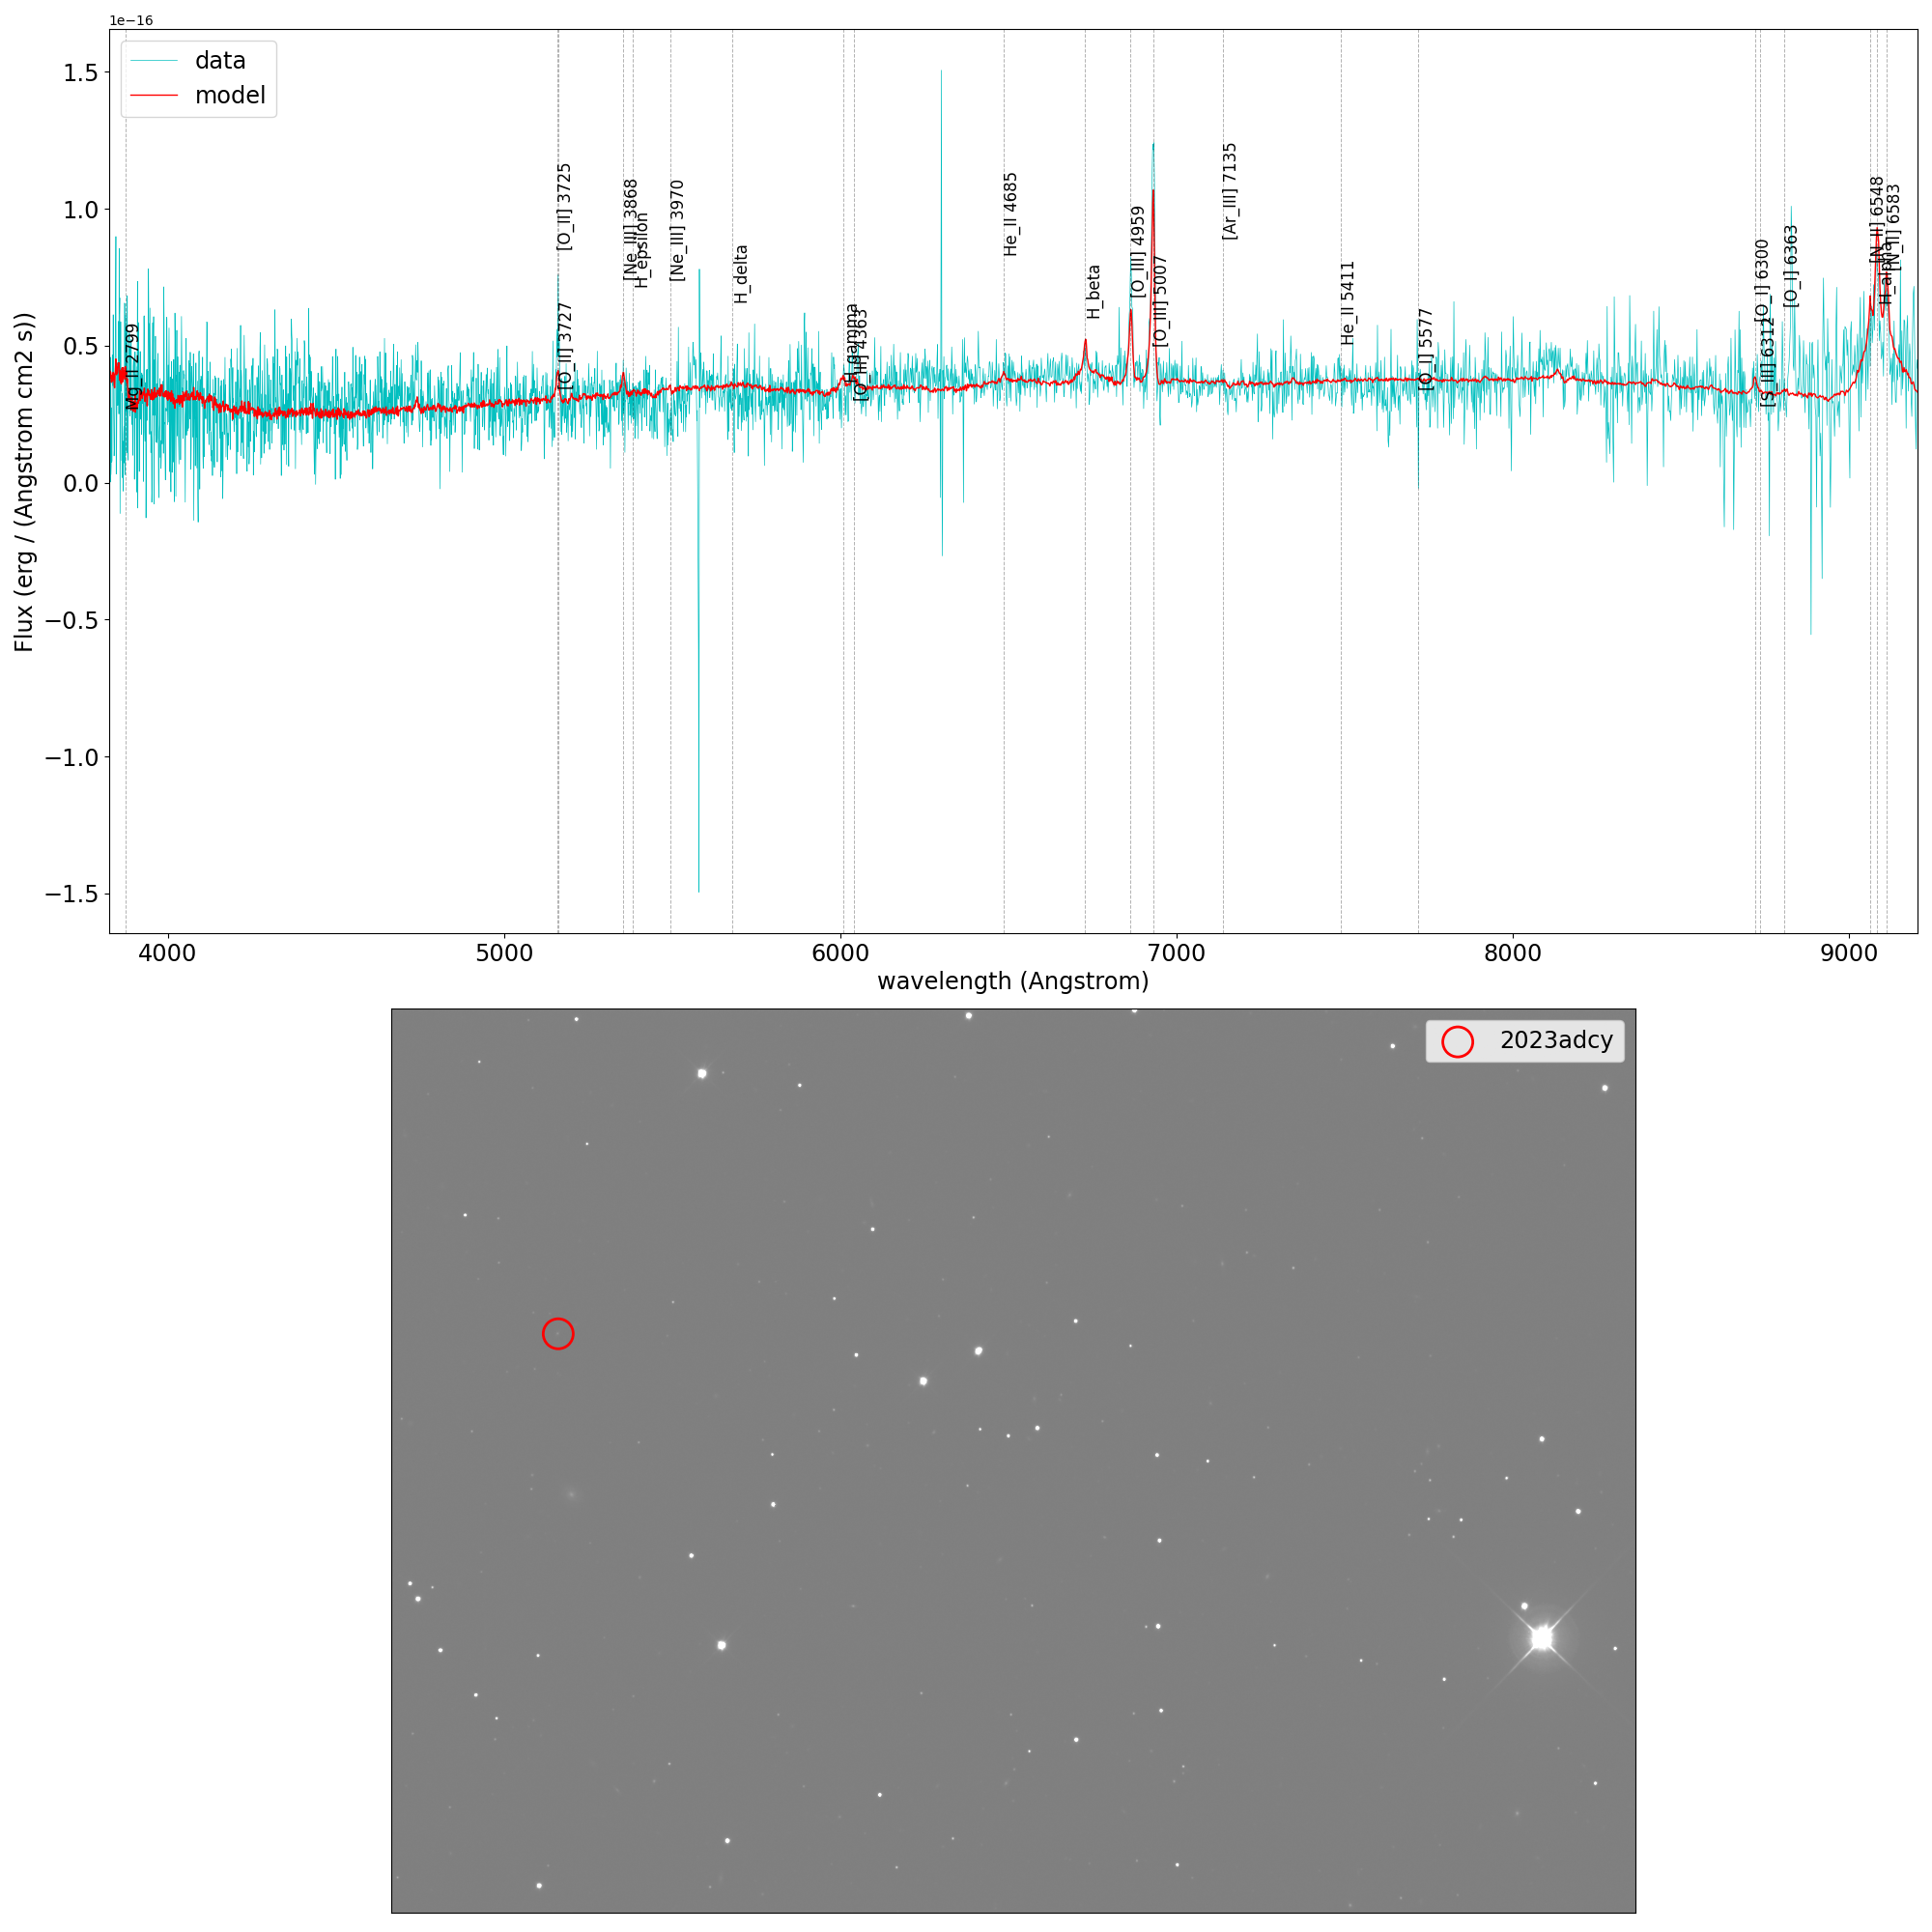 1e−16
data
model
1.5
1.0
0.5
0.0
−0.5
−1.0
−1.5
Flux (erg / (Angstrom cm2 s))
Mg_II 2799
[O_II] 3725
[O_II] 3727
[Ne_III] 3868
H_epsilon
[Ne_III] 3970
H_delta
H_gamma
[O_III] 4363
He_II 4685
H_beta
[O_III] 4959
[O_III] 5007
[Ar_III] 7135
He_II 5411
[O_I] 5577
[O_I] 6300
[S_III] 6312
[O_I] 6363
[N_II] 6548
H_alpha
[N_II] 6583
4000
5000
6000
7000
8000
9000
wavelength (Angstrom)
2023adcy